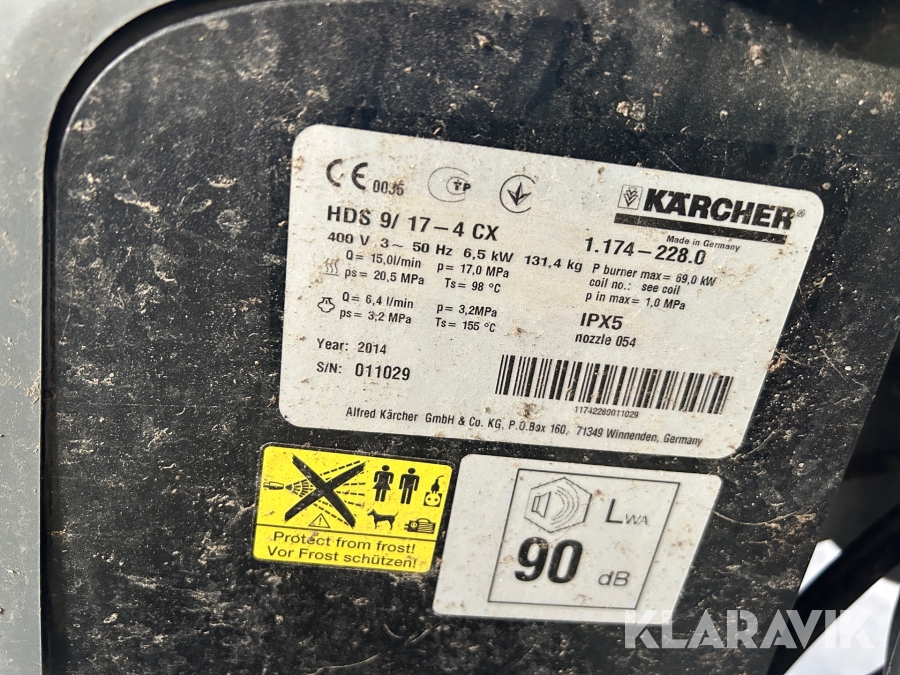 CE 0036 TP
KÄRCHER®
Made in Germany
HDS 9/ 17-4 CX
1.174-228.0
400 V 3~ 50 Hz 6,5 kW 131,4 kg P burner max = 69,0 kW
Q = 15,0l/min p = 17,0 MPa coil no.: see coil
ps = 20,5 MPa Ts = 98 °C p in max = 1,0 MPa
Q = 6,4 l/min p = 3,2MPa IPX5
ps = 3,2 MPa Ts = 155 °C nozzle 054
Year: 2014
S/N: 011029
11742280011029
Alfred Kärcher GmbH & Co. KG, P.O.Box 160, 71349 Winnenden, Germany
Protect from frost!
Vor Frost schützen!
LWA
90 dB
KLARAVIK